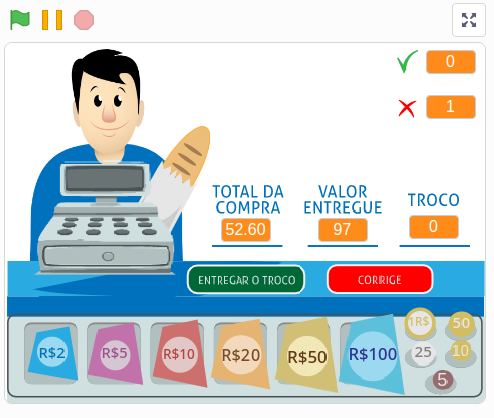 0
1
TOTAL DA
COMPRA
VALOR
ENTREGUE
TROCO
52.60
97
0
ENTREGAR O TROCO
CORRIGE
R$2
R$5
R$10
R$20
R$50
R$100
1R$
50
25
10
5